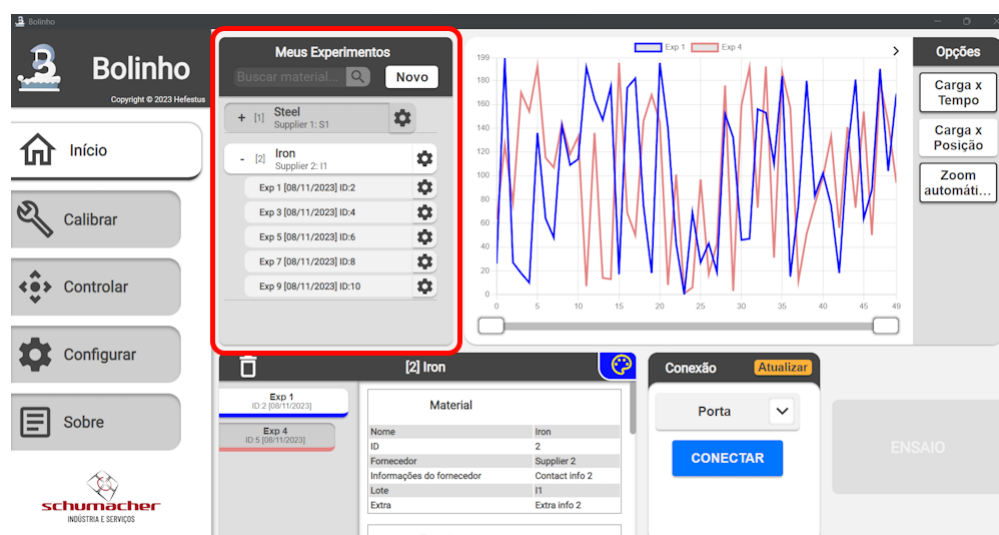 Bolinho
Bolinho
Copyright © 2023 Hefestus
Início
Calibrar
Controlar
Configurar
Sobre
schumacher
INDÚSTRIA E SERVIÇOS
Meus Experimentos
Buscar material...
Novo
+ [1] Steel
Supplier 1: S1
- [2] Iron
Supplier 2: I1
Exp 1 [08/11/2023] ID:2
Exp 3 [08/11/2023] ID:4
Exp 5 [08/11/2023] ID:6
Exp 7 [08/11/2023] ID:8
Exp 9 [08/11/2023] ID:10
Exp 1 Exp 4
199
180
160
140
120
100
80
60
40
20
0
0 5 10 15 20 25 30 35 40 45 49
Opções
Carga x
Tempo
Carga x
Posição
Zoom
automáti...
[2] Iron
Exp 1
ID:2 [08/11/2023]
Exp 4
ID:5 [08/11/2023]
Material
Nome Iron
ID 2
Fornecedor Supplier 2
Informações do fornecedor Contact info 2
Lote I1
Extra Extra info 2
Conexão
Atualizar
Porta
CONECTAR
ENSAIO